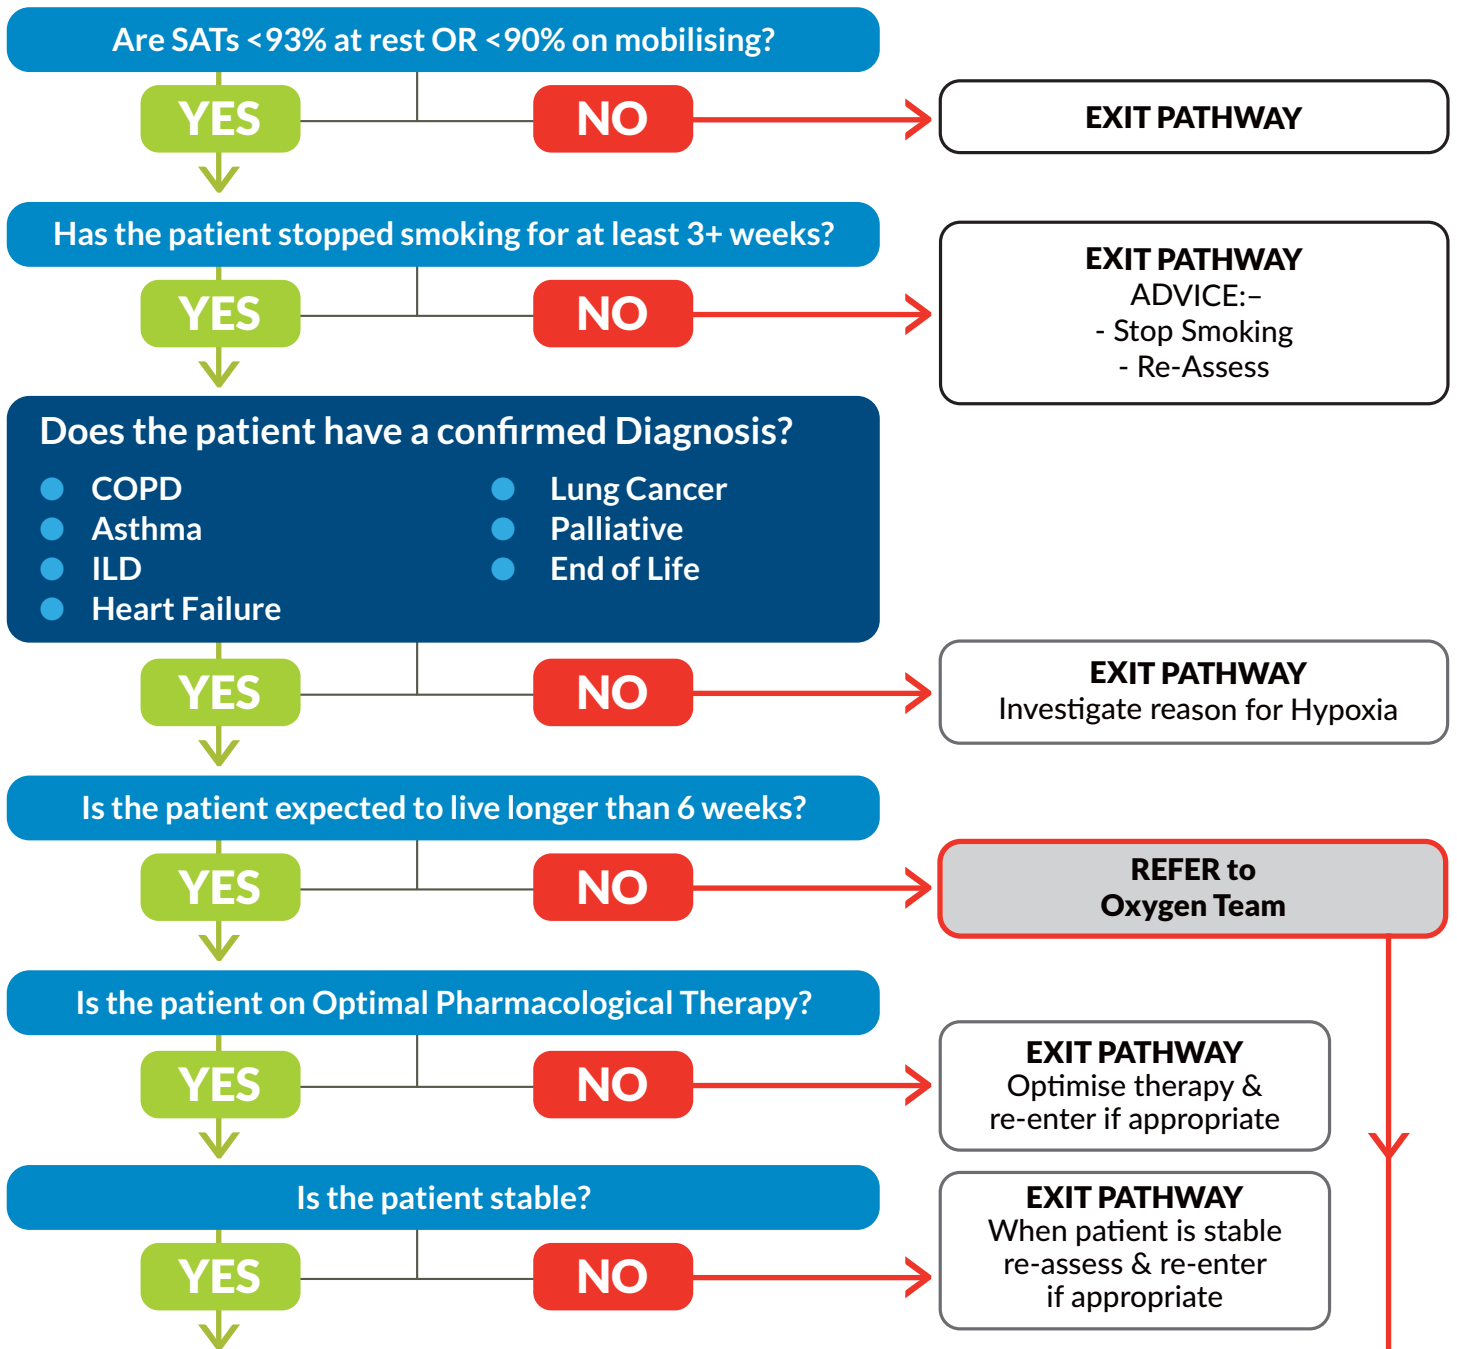 Are SATs <93% at rest OR <90% on mobilising?
YES
NO
EXIT PATHWAY
Has the patient stopped smoking for at least 3+ weeks?
YES
NO
EXIT PATHWAY
ADVICE:–
- Stop Smoking
- Re-Assess
Does the patient have a confirmed Diagnosis?
COPD
Asthma
ILD
Heart Failure
Lung Cancer
Palliative
End of Life
YES
NO
EXIT PATHWAY
Investigate reason for Hypoxia
Is the patient expected to live longer than 6 weeks?
YES
NO
REFER to
Oxygen Team
Is the patient on Optimal Pharmacological Therapy?
YES
NO
EXIT PATHWAY
Optimise therapy &
re-enter if appropriate
Is the patient stable?
YES
NO
EXIT PATHWAY
When patient is stable
re-assess & re-enter
if appropriate